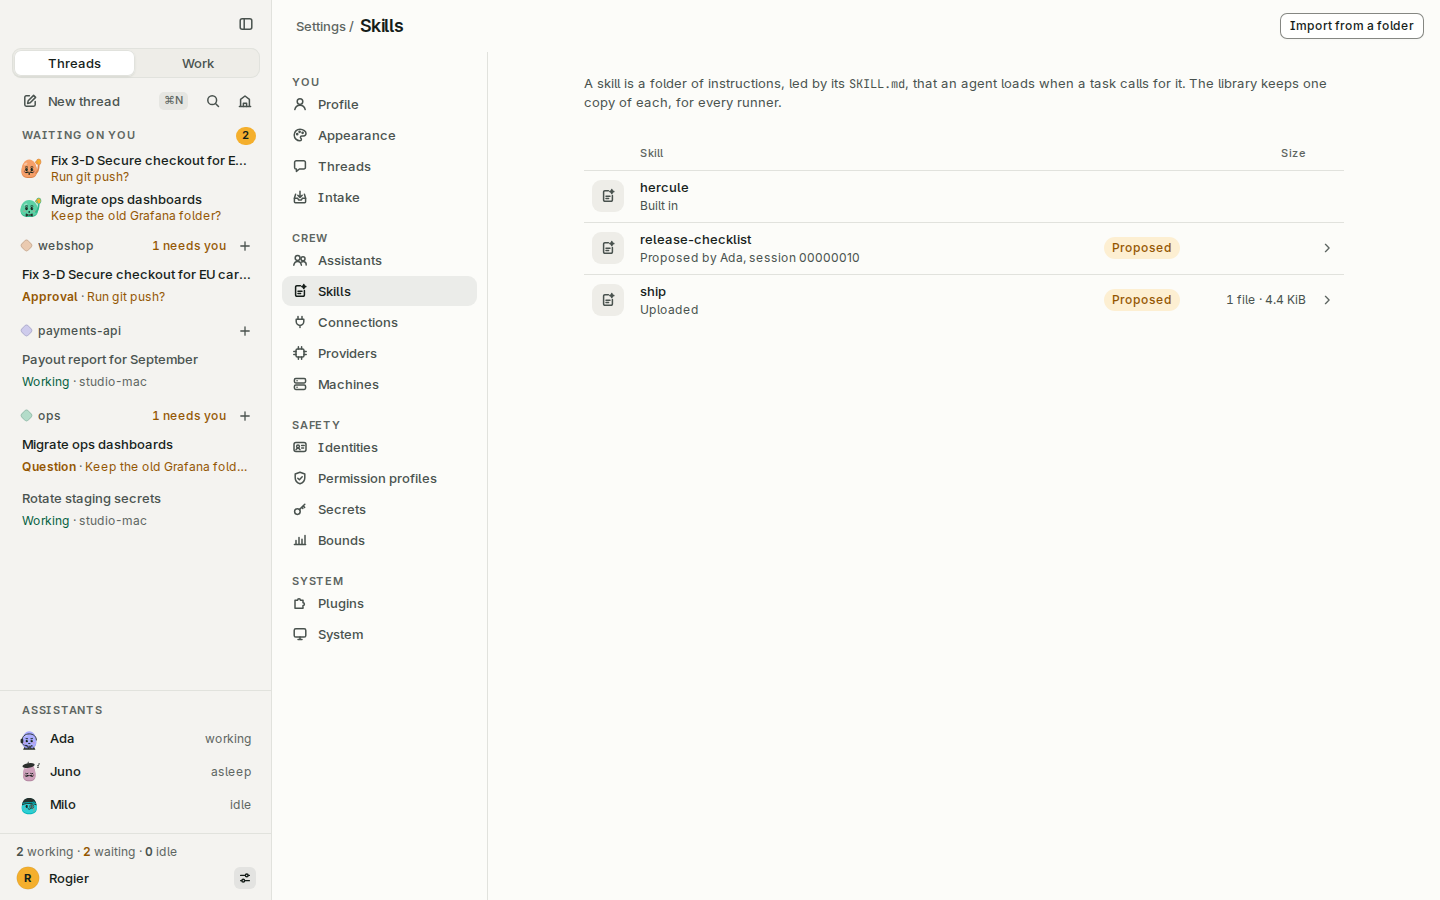 Threads
Work
New thread
⌘N
WAITING ON YOU
2
Fix 3-D Secure checkout for E...
Run git push?
Migrate ops dashboards
Keep the old Grafana folder?
webshop
1 needs you
Fix 3-D Secure checkout for EU car...
Approval · Run git push?
payments-api
Payout report for September
Working · studio-mac
ops
1 needs you
Migrate ops dashboards
Question · Keep the old Grafana fold...
Rotate staging secrets
Working · studio-mac
ASSISTANTS
Ada
working
Juno
asleep
Milo
idle
2 working · 2 waiting · 0 idle
R
Rogier
Settings / Skills
Import from a folder
YOU
Profile
Appearance
Threads
Intake
CREW
Assistants
Skills
Connections
Providers
Machines
SAFETY
Identities
Permission profiles
Secrets
Bounds
SYSTEM
Plugins
System
A skill is a folder of instructions, led by its SKILL.md, that an agent loads when a task calls for it. The library keeps one
copy of each, for every runner.
Skill
Size
hercule
Built in
release-checklist
Proposed by Ada, session 00000010
Proposed
ship
Uploaded
Proposed
1 file · 4.4 KiB